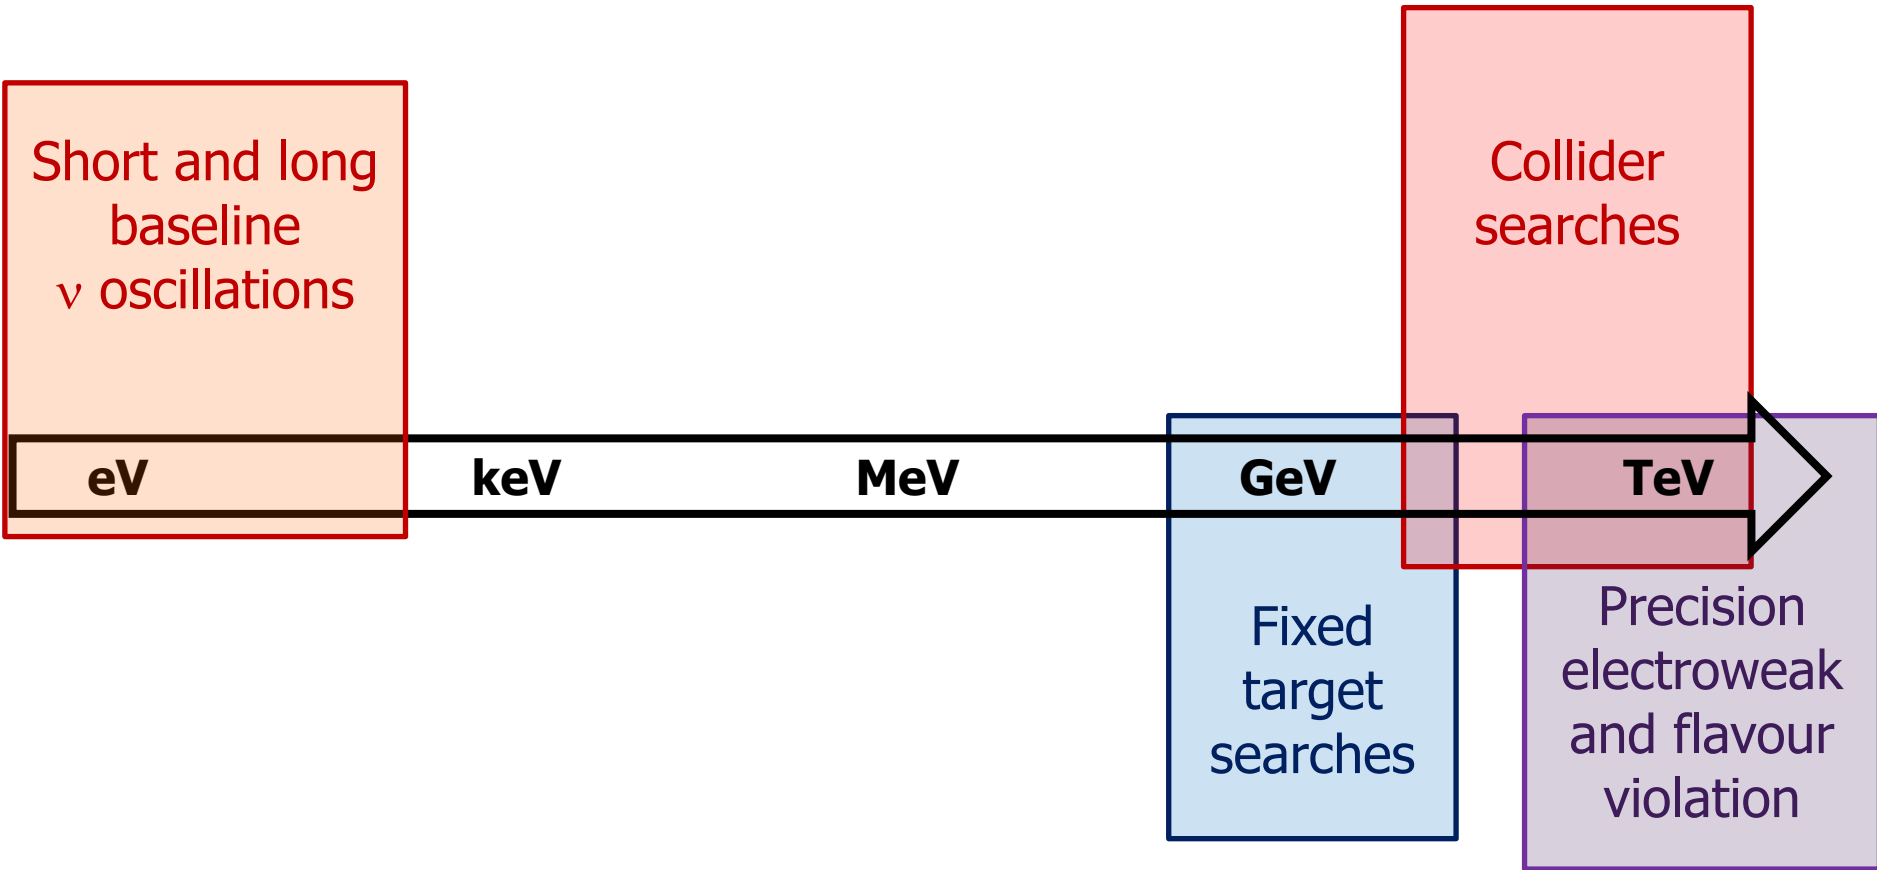 Short and long
baseline
ν oscillations
Collider
searches
eV
keV
MeV
GeV
TeV
Fixed
target
searches
Precision
electroweak
and flavour
violation